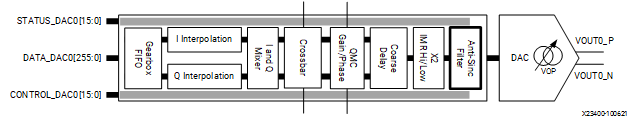 STATUS_DAC0[15:0]
DATA_DAC0[255:0]
CONTROL_DAC0[15:0]
Gearbox
FIFO
I Interpolation
Q Interpolation
I and Q
Mixer
Crossbar
QMC
Gain/Phase
Coarse
Delay
X2
IMR Hi/Low
Anti-Sinc
Filter
DAC
VOP
VOUT0_P
VOUT0_N
X23400-100621